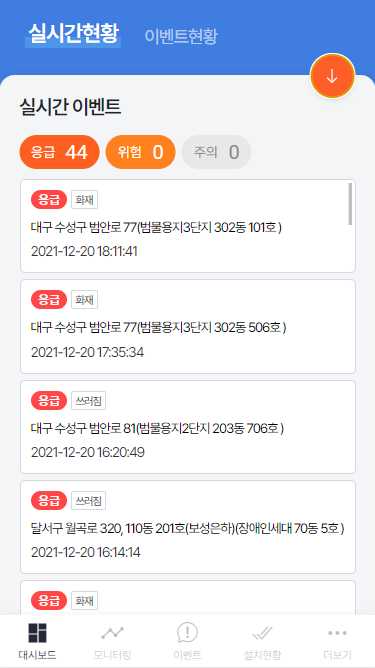 실시간현황 이벤트현황
실시간 이벤트
응급 44 위험 0 주의 0
응급 화재
대구 수성구 범안로 77(범물용지3단지 302동 101호 )
2021-12-20 18:11:41
응급 화재
대구 수성구 범안로 77(범물용지3단지 302동 506호 )
2021-12-20 17:35:34
응급 쓰러짐
대구 수성구 범안로 81(범물용지2단지 203동 706호 )
2021-12-20 16:20:49
응급 쓰러짐
달서구 월곡로 320, 110동 201호(보성은하)(장애인세대 70동 5호 )
2021-12-20 16:14:14
응급 화재
대시보드 모니터링 이벤트 설치현황 더보기